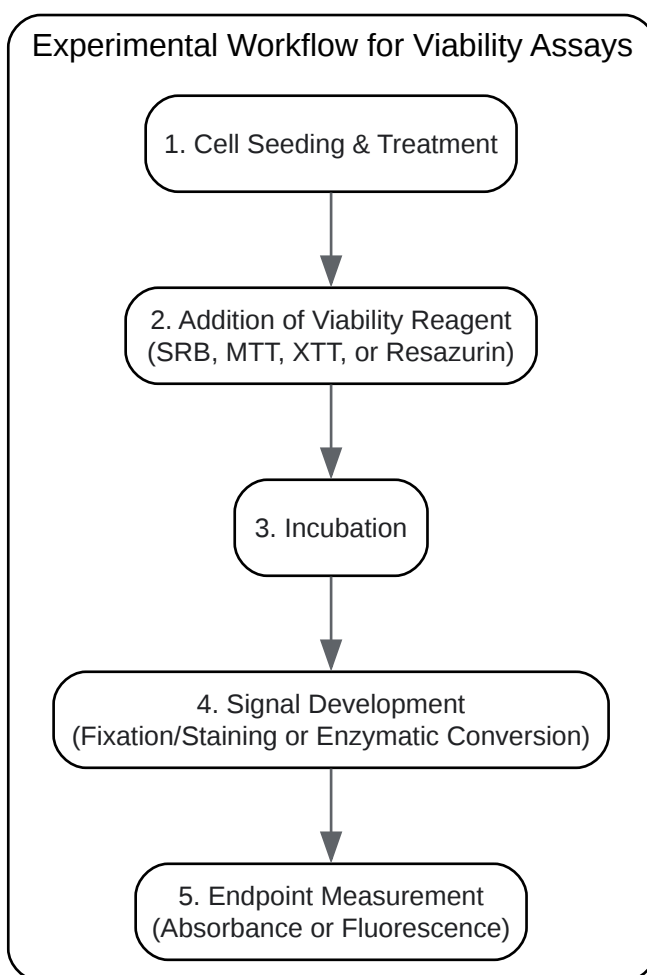 Experimental Workflow for Viability Assays
1. Cell Seeding & Treatment
2. Addition of Viability Reagent
(SRB, MTT, XTT, or Resazurin)
3. Incubation
4. Signal Development
(Fixation/Staining or Enzymatic Conversion)
5. Endpoint Measurement
(Absorbance or Fluorescence)